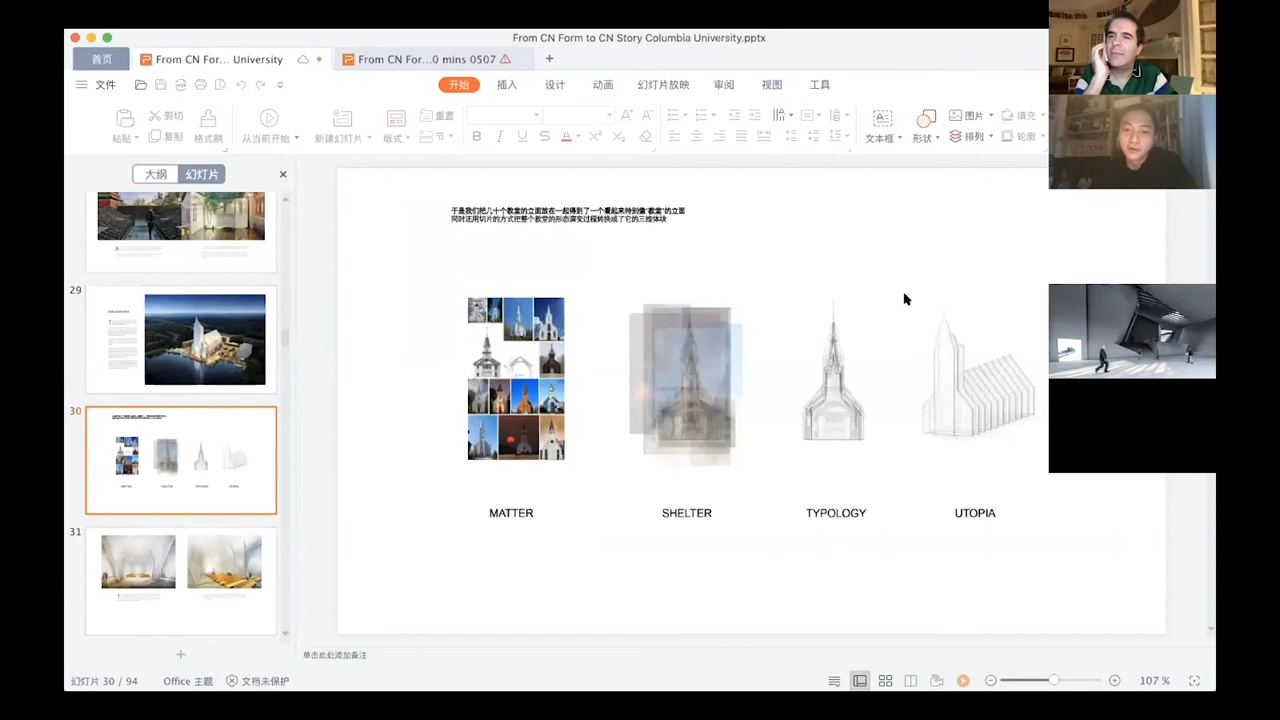 From CN Form to CN Story Columbia University.pptx
首页
From CN For... University
From CN For...0 mins 0507
文件
开始
插入
设计
动画
幻灯片放映
审阅
视图
工具
粘贴
剪切
复制
格式刷
从当前开始
新建幻灯片
版式
重置
节
B I U S A X² X₂
文本框
形状
图片
排列
填充
轮廓
大纲
幻灯片
29
30
31
于是我们把几十个教堂的立面放在一起得到了一个看起来特别像"教堂"的立面
同时还用切片的方式把整个教堂的形态演变过程转换成了它的三维体块
MATTER
SHELTER
TYPOLOGY
UTOPIA
单击此处添加备注
幻灯片 30 / 94
Office 主题
文档未保护
107 %